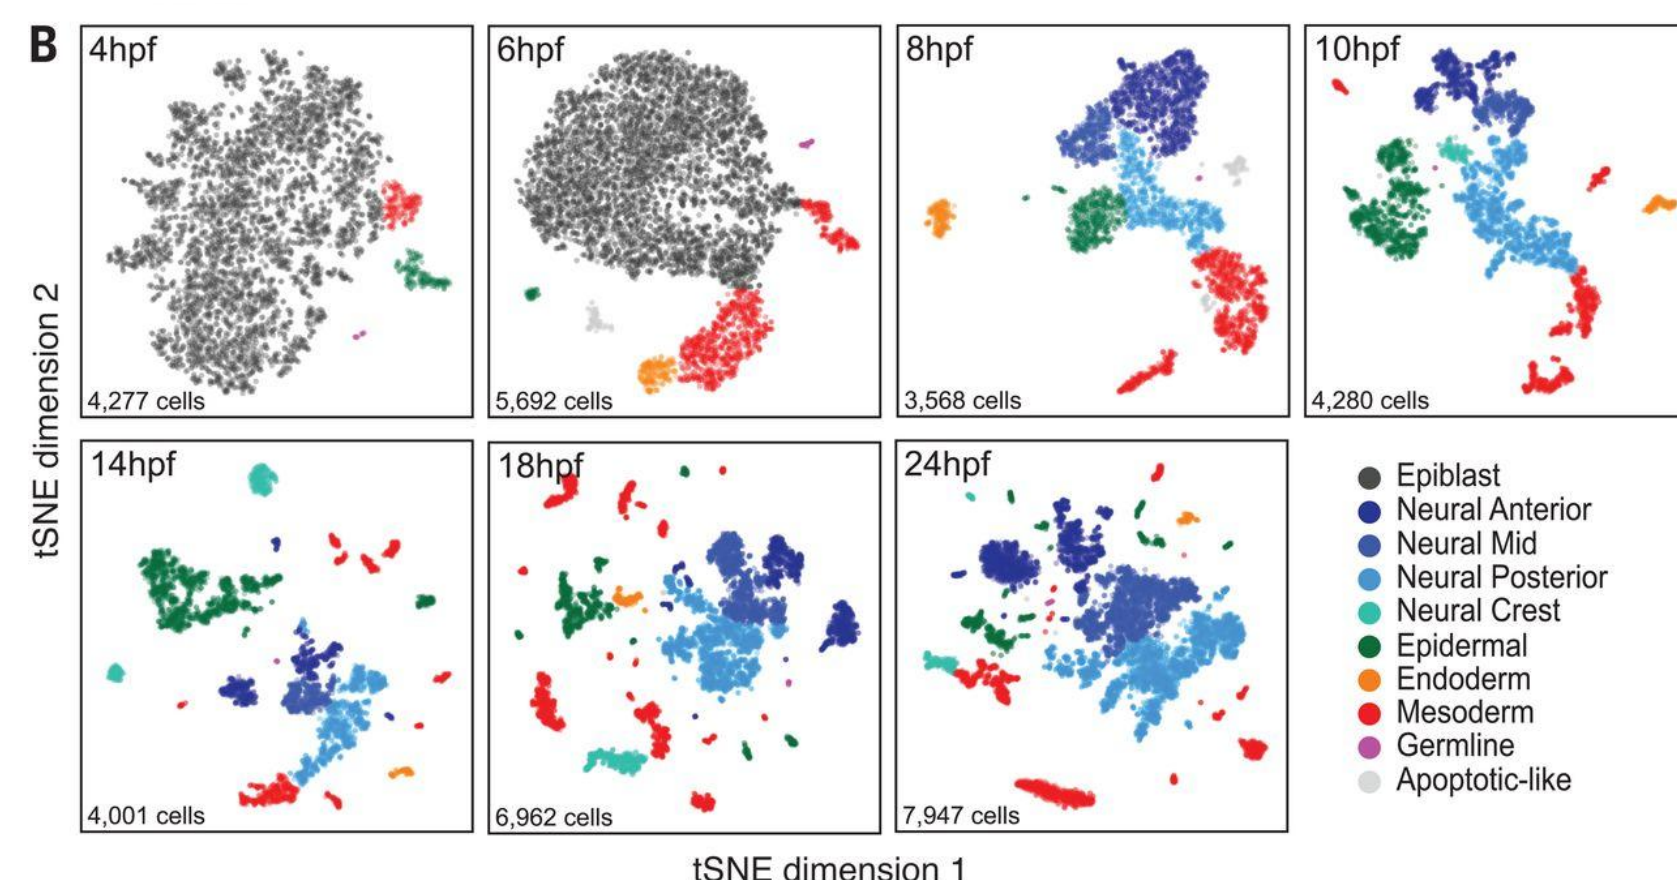 B
4hpf
4,277 cells
6hpf
5,692 cells
8hpf
3,568 cells
10hpf
4,280 cells
14hpf
4,001 cells
18hpf
6,962 cells
24hpf
7,947 cells
Epiblast
Neural Anterior
Neural Mid
Neural Posterior
Neural Crest
Epidermal
Endoderm
Mesoderm
Germline
Apoptotic-like
tSNE dimension 2
tSNE dimension 1